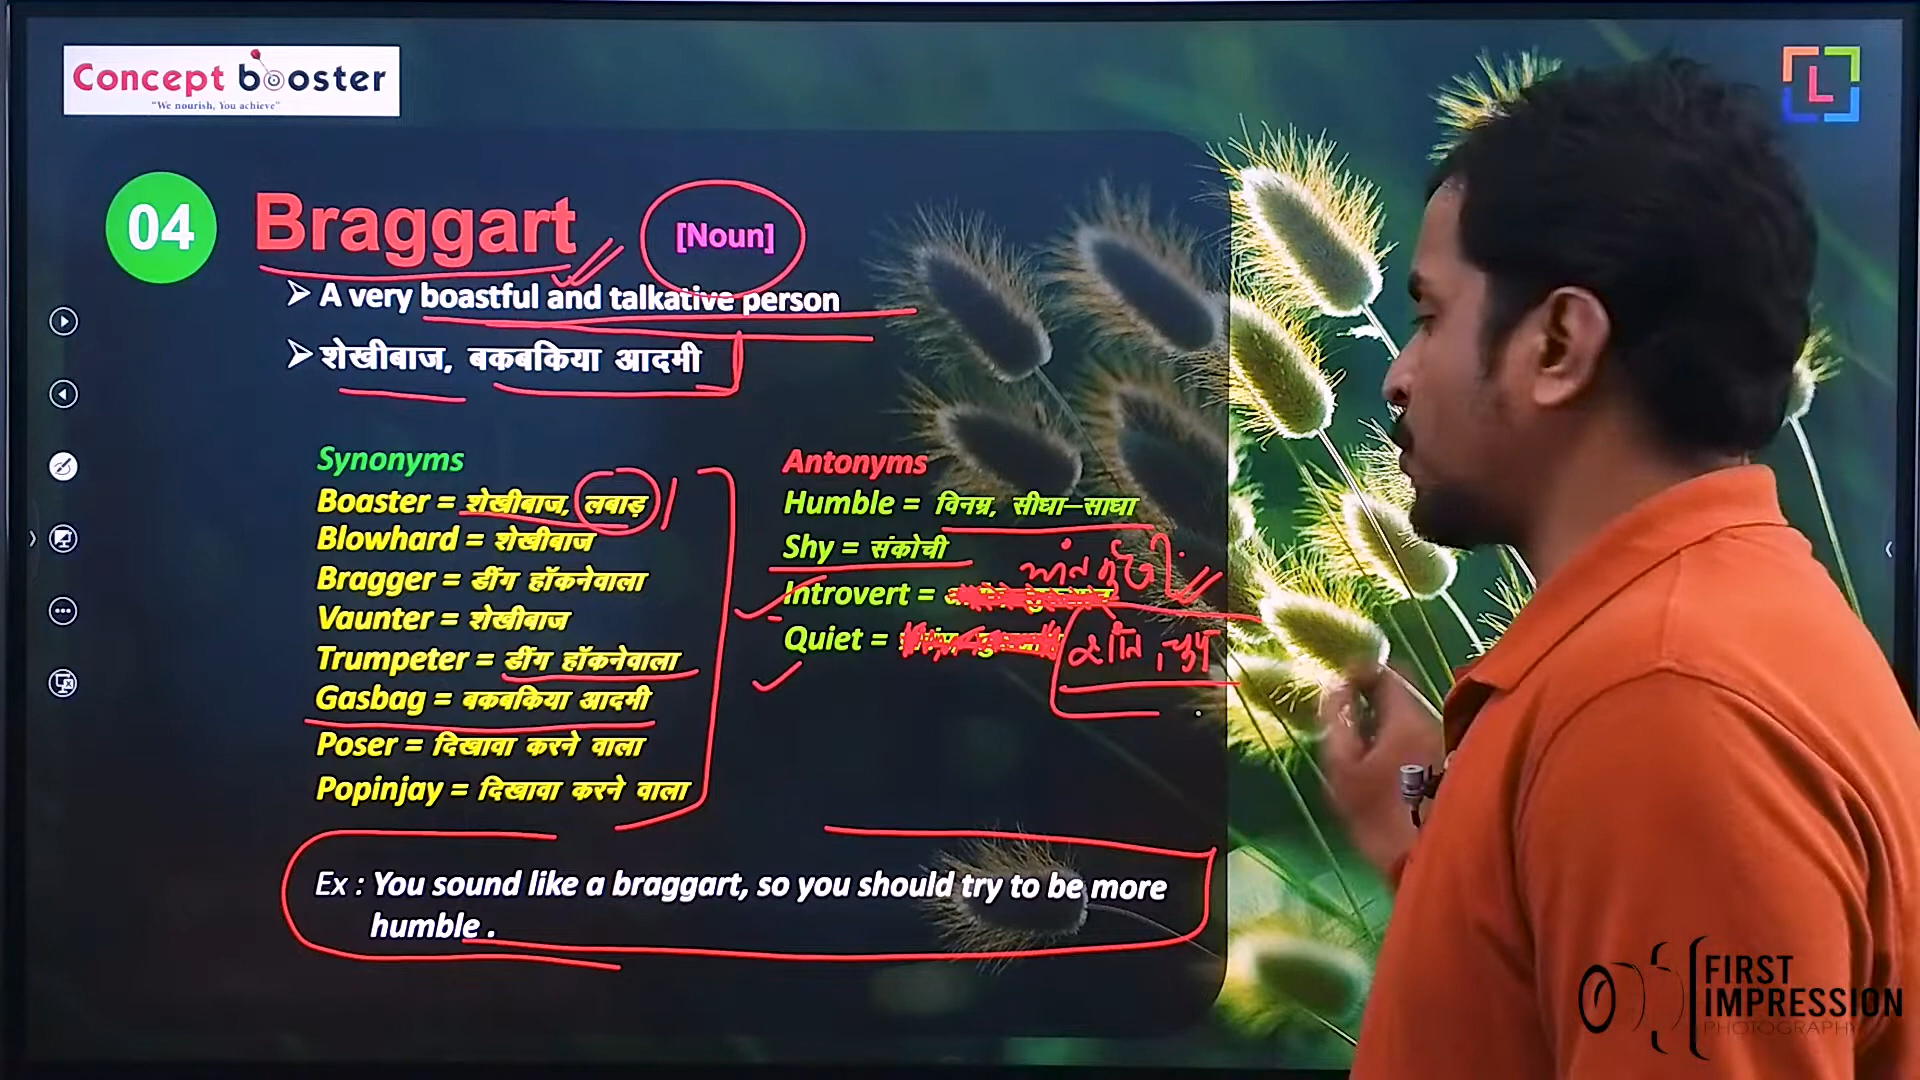 Concept booster
"We nourish, You achieve"
L
04
Braggart
[Noun]
➢ A very boastful and talkative person
➢ शेखीबाज, बकबकिया आदमी
Synonyms
Boaster = शेखीबाज, लबाड़
Blowhard = शेखीबाज
Bragger = डींग हॉकनेवाला
Vaunter = शेखीबाज
Trumpeter = डींग हॉकनेवाला
Gasbag = बकबकिया आदमी
Poser = दिखावा करने वाला
Popinjay = दिखावा करने वाला
Antonyms
Humble = विनम्र, सीधा–साधा
Shy = संकोची
Introvert =
Quiet = शांत, चुप
Ex : You sound like a braggart, so you should try to be more
humble .
FIRST
IMPRESSION
PHOTOGRAPHY